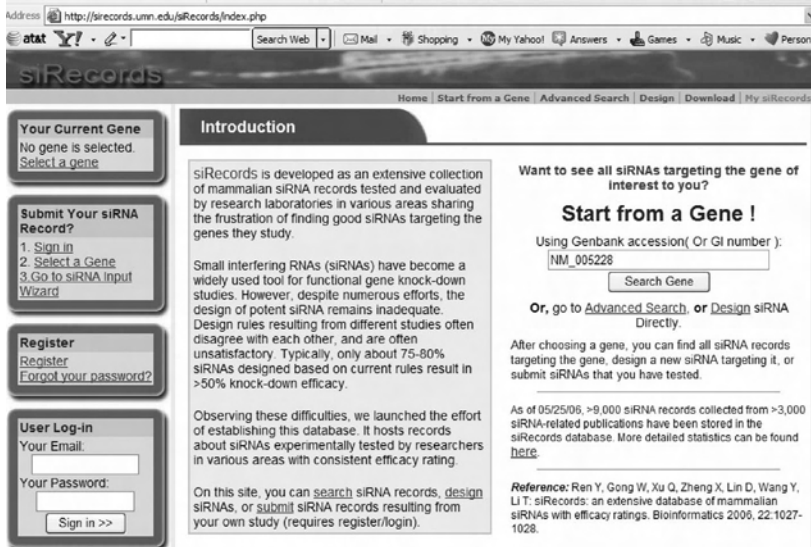 Address http://sirecords.umn.edu/siRecords/index.php
at&t Y! Search Web Mail Shopping My Yahoo! Answers Games Music Person
siRecords
Home | Start from a Gene | Advanced Search | Design | Download | My siRecords
Your Current Gene
No gene is selected.
Select a gene
Submit Your siRNA
Record?
1. Sign in
2. Select a Gene
3.Go to siRNA Input
Wizard
Register
Register
Forgot your password?
User Log-in
Your Email:
Your Password:
Sign in >>
Introduction
siRecords is developed as an extensive collection
of mammalian siRNA records tested and evaluated
by research laboratories in various areas sharing
the frustration of finding good siRNAs targeting the
genes they study.
Small interfering RNAs (siRNAs) have become a
widely used tool for functional gene knock-down
studies. However, despite numerous efforts, the
design of potent siRNA remains inadequate.
Design rules resulting from different studies often
disagree with each other, and are often
unsatisfactory. Typically, only about 75-80%
siRNAs designed based on current rules result in
>50% knock-down efficacy.
Observing these difficulties, we launched the effort
of establishing this database. It hosts records
about siRNAs experimentally tested by researchers
in various areas with consistent efficacy rating.
On this site, you can search siRNA records, design
siRNAs, or submit siRNA records resulting from
your own study (requires register/login).
Want to see all siRNAs targeting the gene of
interest to you?
Start from a Gene !
Using Genbank accession( Or GI number ):
NM_005228
Search Gene
Or, go to Advanced Search, or Design siRNA
Directly.
After choosing a gene, you can find all siRNA records
targeting the gene, design a new siRNA targeting it, or
submit siRNAs that you have tested.
As of 05/25/06, >9,000 siRNA records collected from >3,000
siRNA-related publications have been stored in the
siRecords database. More detailed statistics can be found
here.
Reference: Ren Y, Gong W, Xu Q, Zheng X, Lin D, Wang Y,
Li T: siRecords: an extensive database of mammalian
siRNAs with efficacy ratings. Bioinformatics 2006, 22:1027-
1028.